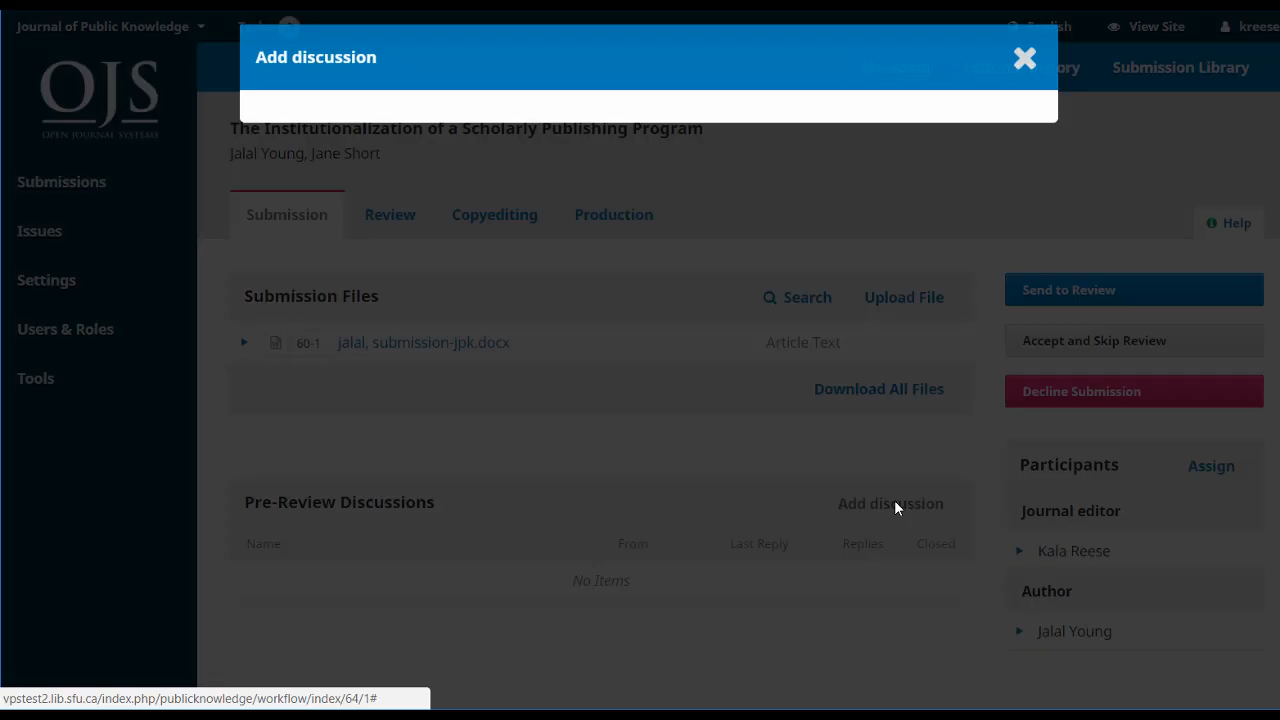 Journal of Public Knowledge
English
View Site
kreese
Add discussion
Submission Library
OJS
OPEN JOURNAL SYSTEMS
The Institutionalization of a Scholarly Publishing Program
Jalal Young, Jane Short
Submissions
Issues
Settings
Users & Roles
Tools
Submission
Review
Copyediting
Production
Help
Submission Files
Search
Upload File
60-1
jalal, submission-jpk.docx
Article Text
Download All Files
Send to Review
Accept and Skip Review
Decline Submission
Participants
Assign
Journal editor
Kala Reese
Author
Jalal Young
Pre-Review Discussions
Add discussion
Name
From
Last Reply
Replies
Closed
No Items
vpstest2.lib.sfu.ca/index.php/publicknowledge/workflow/index/64/1#